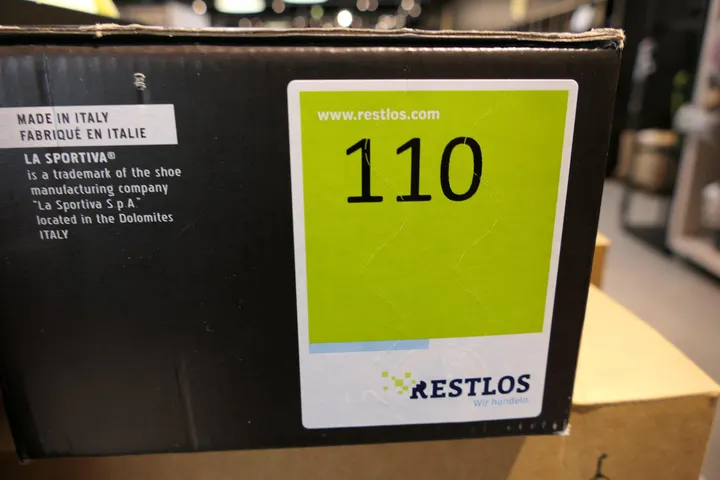 MADE IN ITALY
FABRIQUÉ EN ITALIE
LA SPORTIVA®
is a trademark of the shoe
manufacturing company
"La Sportiva S.p.A."
located in the Dolomites
ITALY
www.restlos.com
110
RESTLOS
Wir handeln.